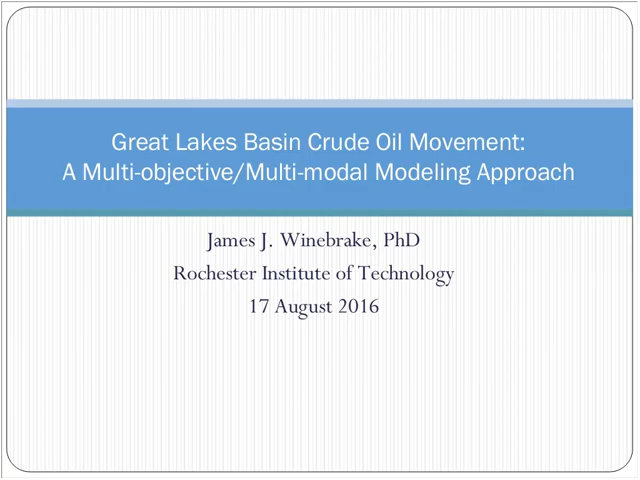 Great Lakes Basin Crude Oil Movement:
A Multi-objective/Multi-modal Modeling Approach
James J. Winebrake, PhD
Rochester Institute of Technology
17 August 2016